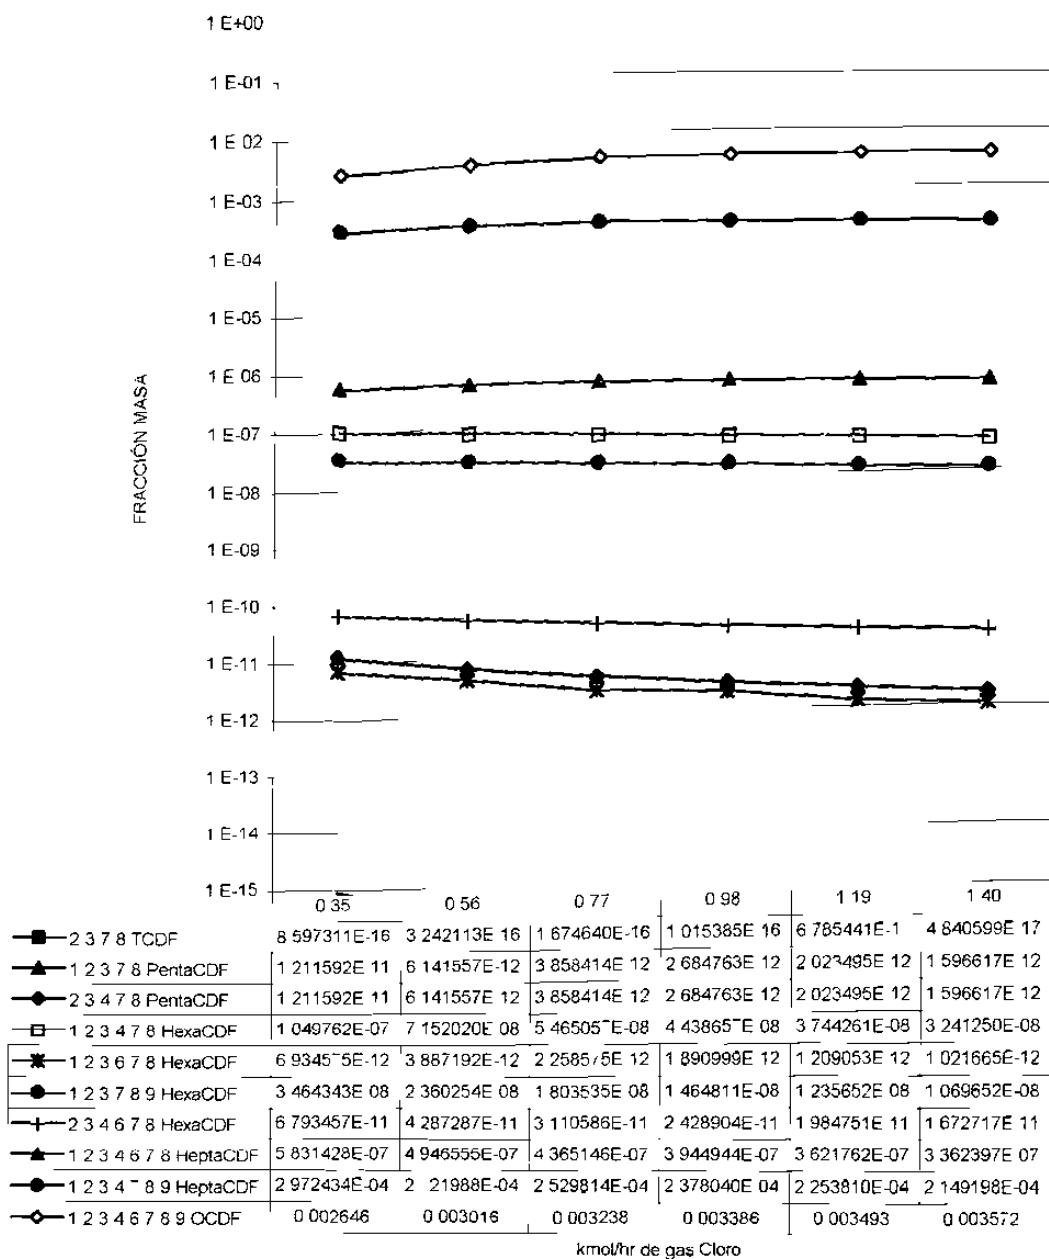 1 E+00
1 E-01
1 E 02
1 E-03
1 E-04
1 E-05
1 E 06
1 E-07
1 E-08
1 E-09
1 E-10
1 E-11
1 E-12
1 E-13
1 E-14
1 E-15
FRACCIÓN MASA
0 35 0 56 0 77 0 98 1 19 1 40
2 3 7 8 TCDF 8 597311E-16 3 242113E 16 1 674640E-16 1 015385E 16 6 785441E-1 4 840599E 17
1 2 3 7 8 PentaCDF 1 211592E 11 6 141557E-12 3 858414E 12 2 684763E 12 2 023495E 12 1 596617E 12
2 3 4 7 8 PentaCDF 1 211592E 11 6 141557E-12 3 858414E 12 2 684763E 12 2 023495E 12 1 596617E 12
1 2 3 4 7 8 HexaCDF 1 049762E-07 7 152020E 08 3 744261E-08 3 241250E-08
1 2 3 6 7 8 HexaCDF 3 887192E-12 1 890999E 12 1 209053E 12 1 021665E-12
1 2 3 7 8 9 HexaCDF 3 464343E 08 2 360254E 08 1 803535E-08 1 464811E-08 1 235652E 08 1 069652E-08
2 3 4 6 7 8 HexaCDF 6 793457E-11 4 287287E-11 3 110586E-11 2 428904E-11 1 984751E 11 1 672717E 11
1 2 3 4 6 7 8 HeptaCDF 5 831428E-07 4 946555E-07 4 365146E-07 3 944944E-07 3 621762E-07 3 362397E 07
1 2 3 4 8 9 HeptaCDF 2 972434E-04 2 21988E-04 2 529814E-04 2 378040E 04 2 253810E-04 2 149198E-04
1 2 3 4 6 7 8 9 OCDF 0 002646 0 003016 0 003238 0 003386 0 003493 0 003572
kmol/hr de gas Cloro